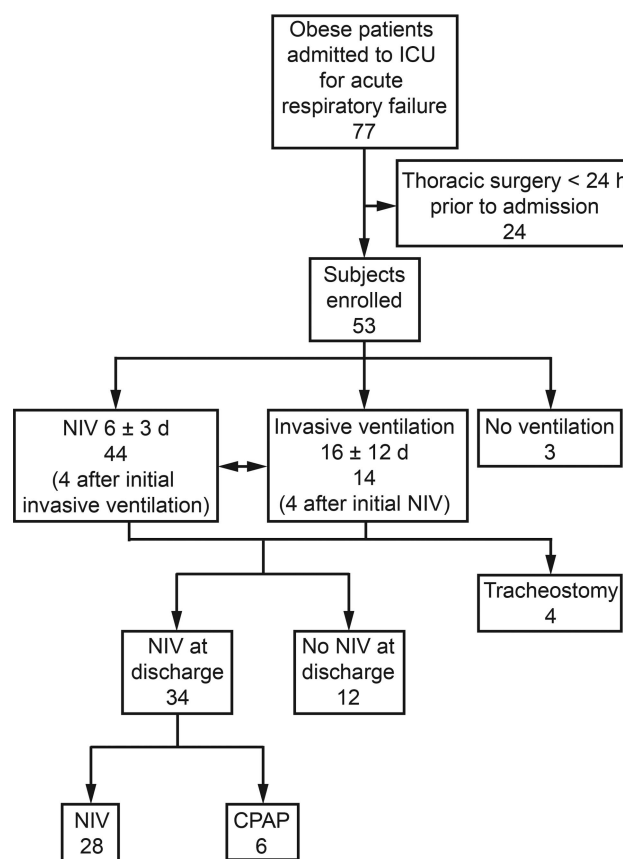 Obese patients
admitted to ICU
for acute
respiratory failure
77
Thoracic surgery < 24 h
prior to admission
24
Subjects
enrolled
53
NIV 6 ± 3 d
44
(4 after initial
invasive ventilation)
Invasive ventilation
16 ± 12 d
14
(4 after initial NIV)
No ventilation
3
Tracheostomy
4
NIV at
discharge
34
No NIV at
discharge
12
NIV
28
CPAP
6